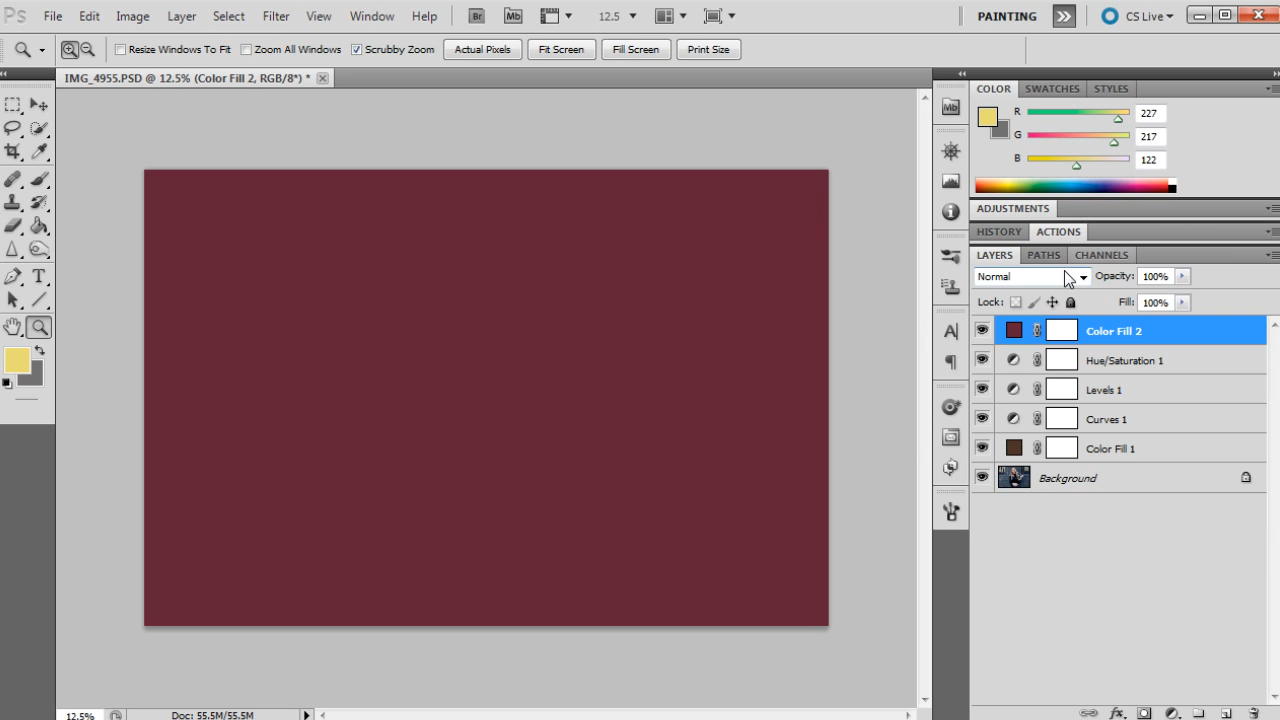 Ps File Edit Image Layer Select Filter View Window Help Br Mb 12.5 PAINTING CS Live
Resize Windows To Fit Zoom All Windows Scrubby Zoom Actual Pixels Fit Screen Fill Screen Print Size
IMG_4955.PSD @ 12.5% (Color Fill 2, RGB/8*) *
COLOR SWATCHES STYLES
Mb
R 227
G 217
B 122
ADJUSTMENTS
HISTORY ACTIONS
LAYERS PATHS CHANNELS
Normal Opacity: 100%
Lock: Fill: 100%
Color Fill 2
Hue/Saturation 1
Levels 1
Curves 1
Color Fill 1
Background
T
A
fx
12.5% Doc: 55.5M/55.5M